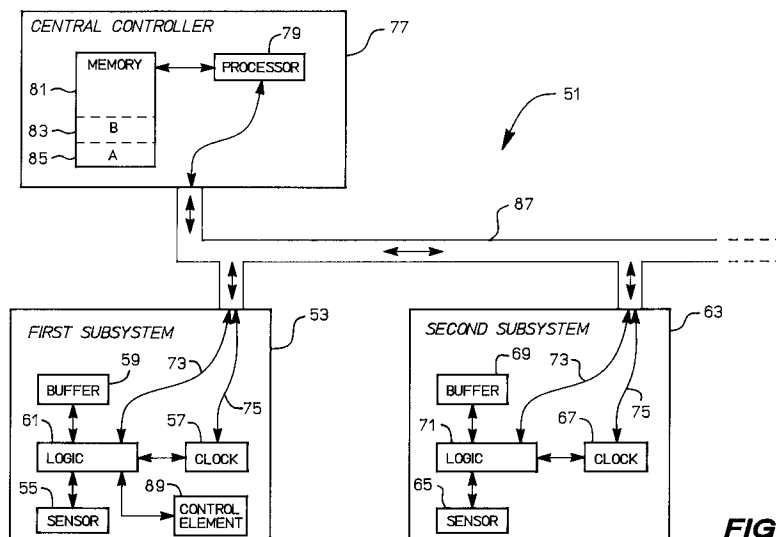 CENTRAL CONTROLLER
77
79
MEMORY
PROCESSOR
81
51
83
B
85
A
87
FIRST SUBSYSTEM
53
SECOND SUBSYSTEM
63
59
73
69
73
BUFFER
BUFFER
61
57
75
71
67
75
LOGIC
CLOCK
LOGIC
CLOCK
55
89
65
SENSOR
CONTROL
ELEMENT
SENSOR
FIG